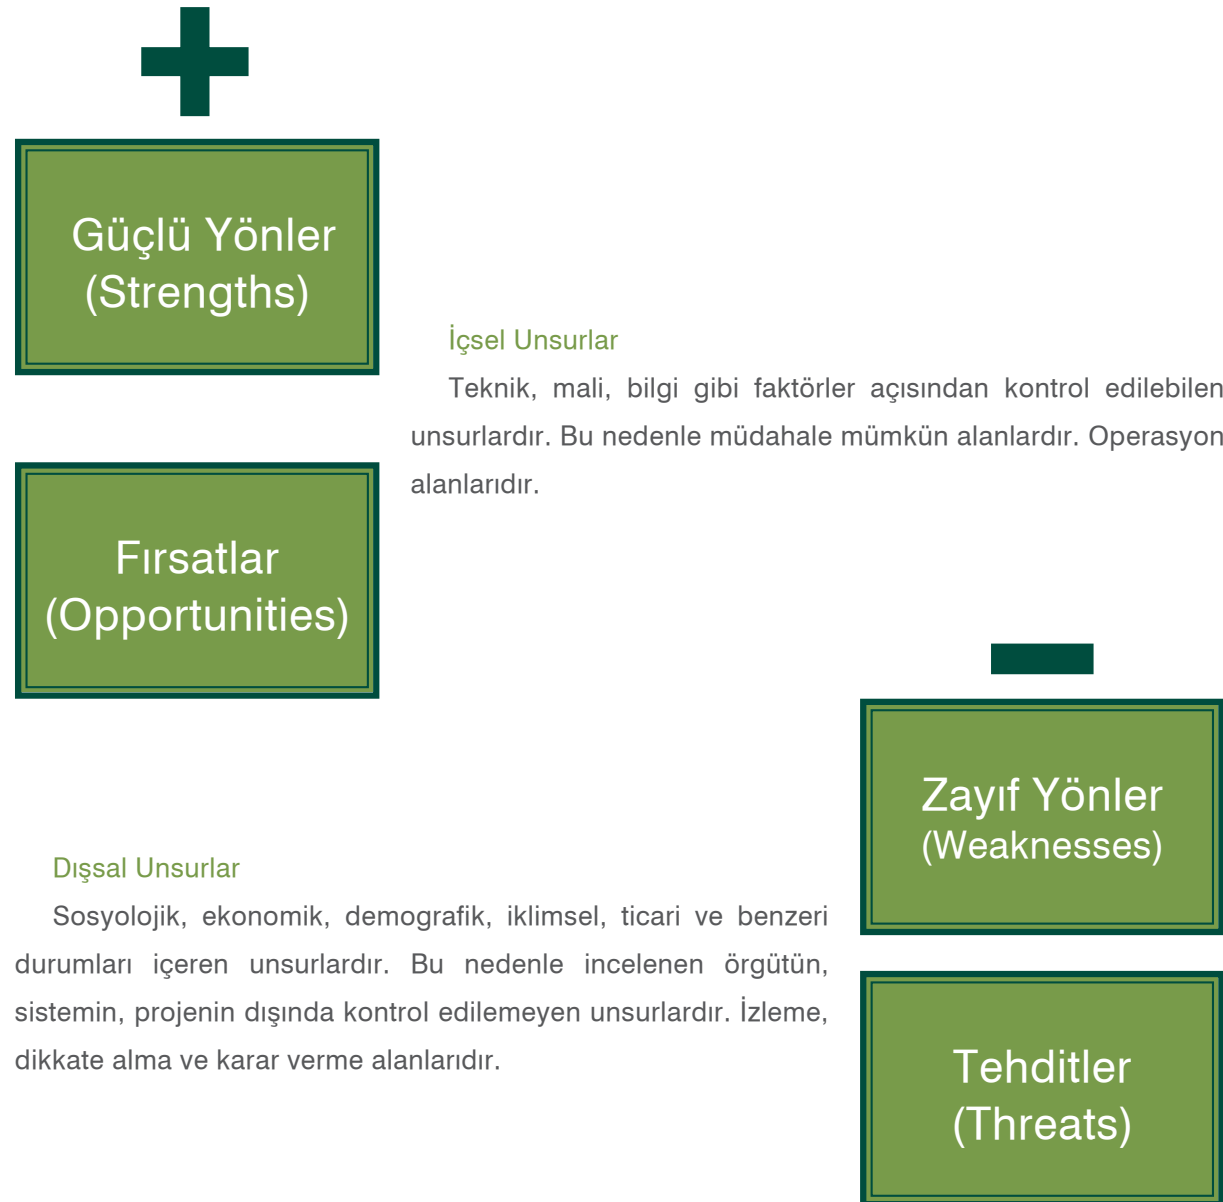 Güçlü Yönler
(Strengths)
İçsel Unsurlar
Teknik, mali, bilgi gibi faktörler açısından kontrol edilebilen
unsurlardır. Bu nedenle müdahale mümkün alanlardır. Operasyon
alanlarıdır.
Fırsatlar
(Opportunities)
Zayıf Yönler
(Weaknesses)
Dışsal Unsurlar
Sosyolojik, ekonomik, demografik, iklimsel, ticari ve benzeri
durumları içeren unsurlardır. Bu nedenle incelenen örgütün,
sistemin, projenin dışında kontrol edilemeyen unsurlardır. İzleme,
dikkate alma ve karar verme alanlarıdır.
Tehditler
(Threats)